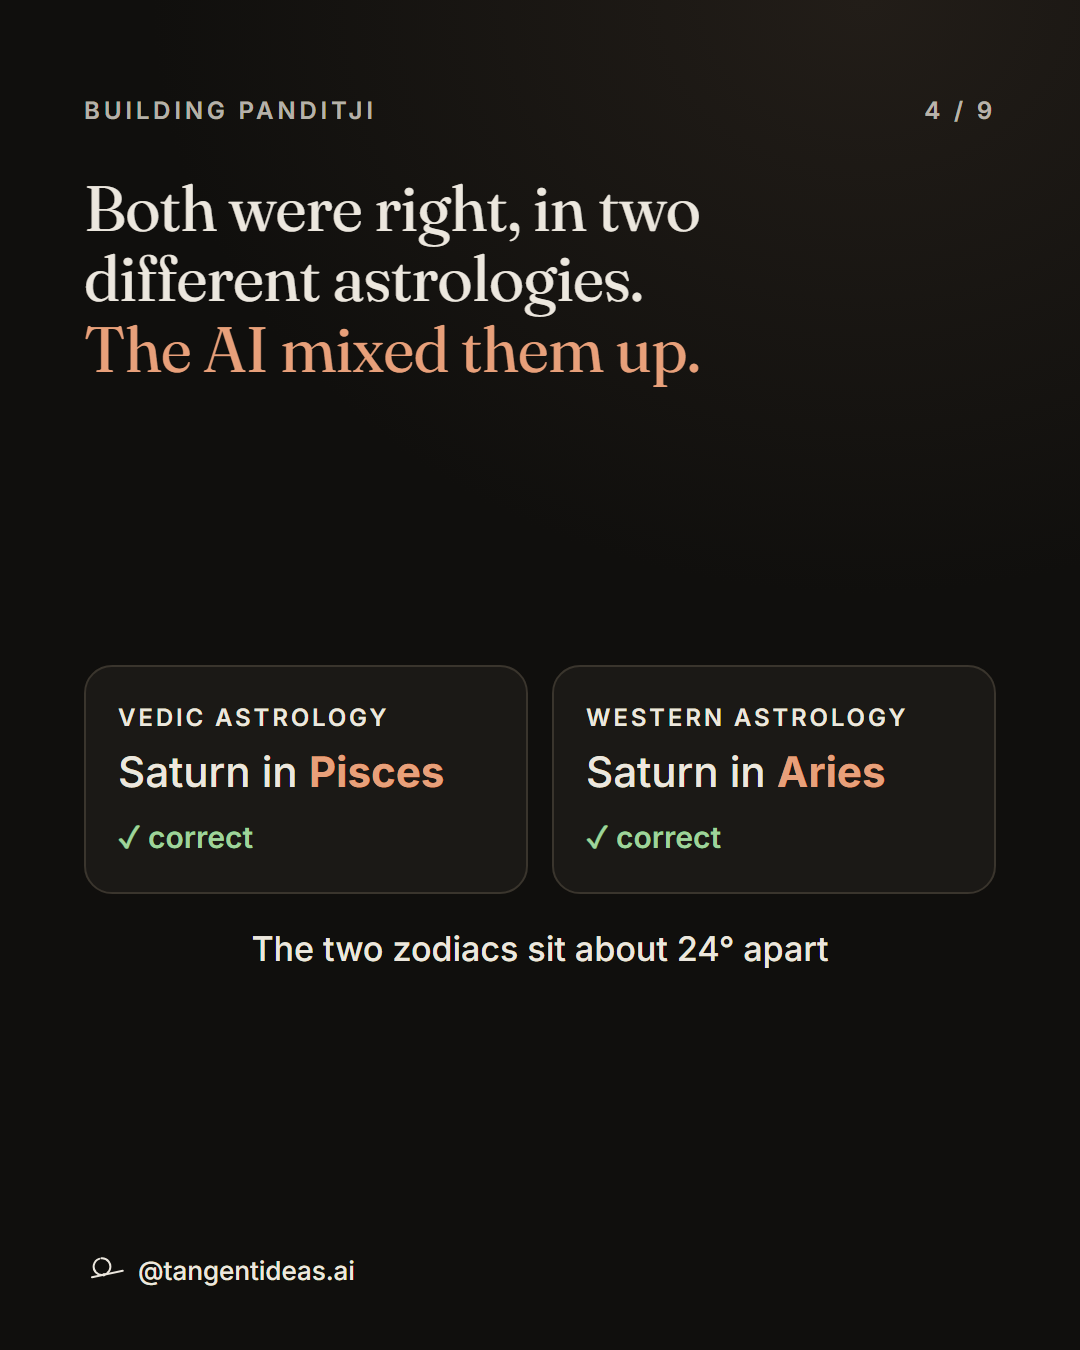 BUILDING PANDITJI
4 / 9
Both were right, in two
different astrologies.
The AI mixed them up.
VEDIC ASTROLOGY
Saturn in Pisces
✓ correct
WESTERN ASTROLOGY
Saturn in Aries
✓ correct
The two zodiacs sit about 24° apart
@tangentideas.ai